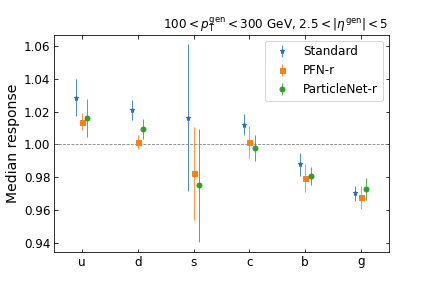 100 < p_T^gen < 300 GeV, 2.5 < |η^gen| < 5
Median response
1.06
1.04
1.02
1.00
0.98
0.96
0.94
Standard
PFN-r
ParticleNet-r
u d s c b g